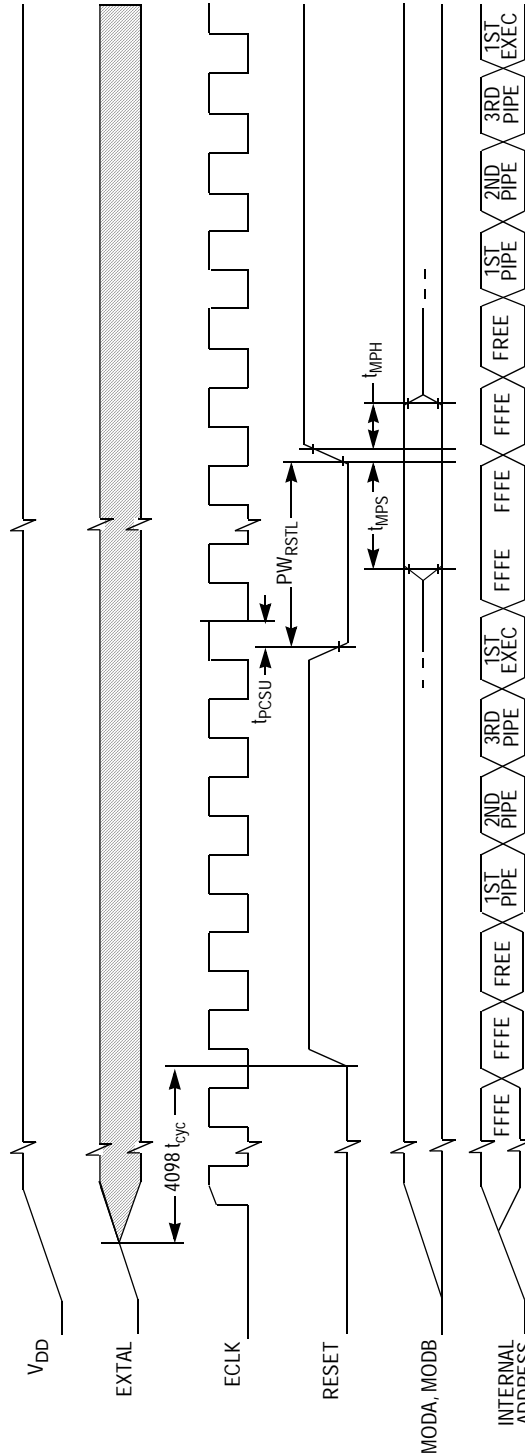 VDD
EXTAL
4098 tcyc
ECLK
tPCSU
PWRSTL
RESET
tMPS
tMPH
MODA, MODB
INTERNAL
ADDRESS
FFFE
FFFE
FREE
1ST
PIPE
2ND
PIPE
3RD
PIPE
1ST
EXEC
FFFE
FFFE
FFFE
FREE
1ST
PIPE
2ND
PIPE
3RD
PIPE
1ST
EXEC